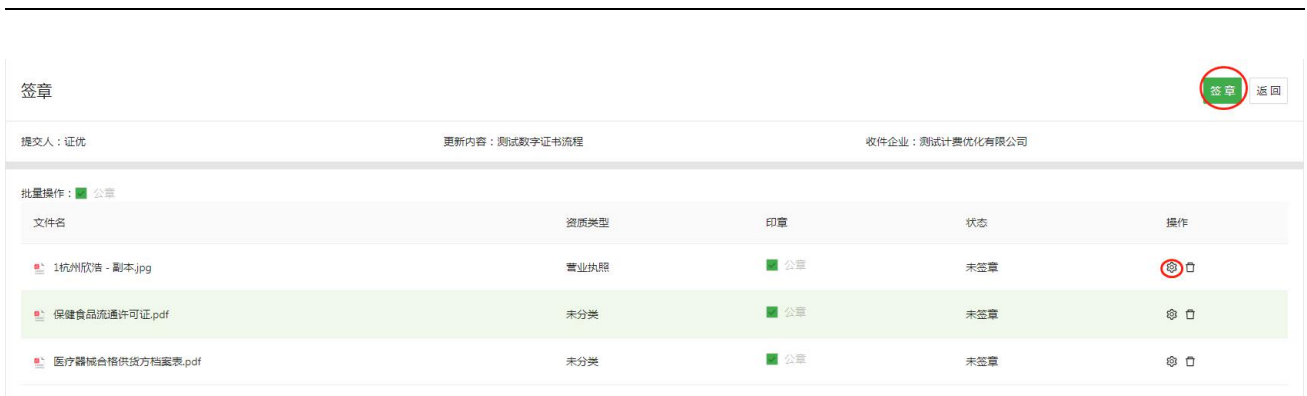 签章 签章 返回
提交人：证优 更新内容：测试数字证书流程 收件企业：测试计费优化有限公司
批量操作： 公章
文件名 资质类型 印章 状态 操作
1杭州欣浩 - 副本.jpg 营业执照 公章 未签章
保健食品流通许可证.pdf 未分类 公章 未签章
医疗器械合格供货方档案表.pdf 未分类 公章 未签章